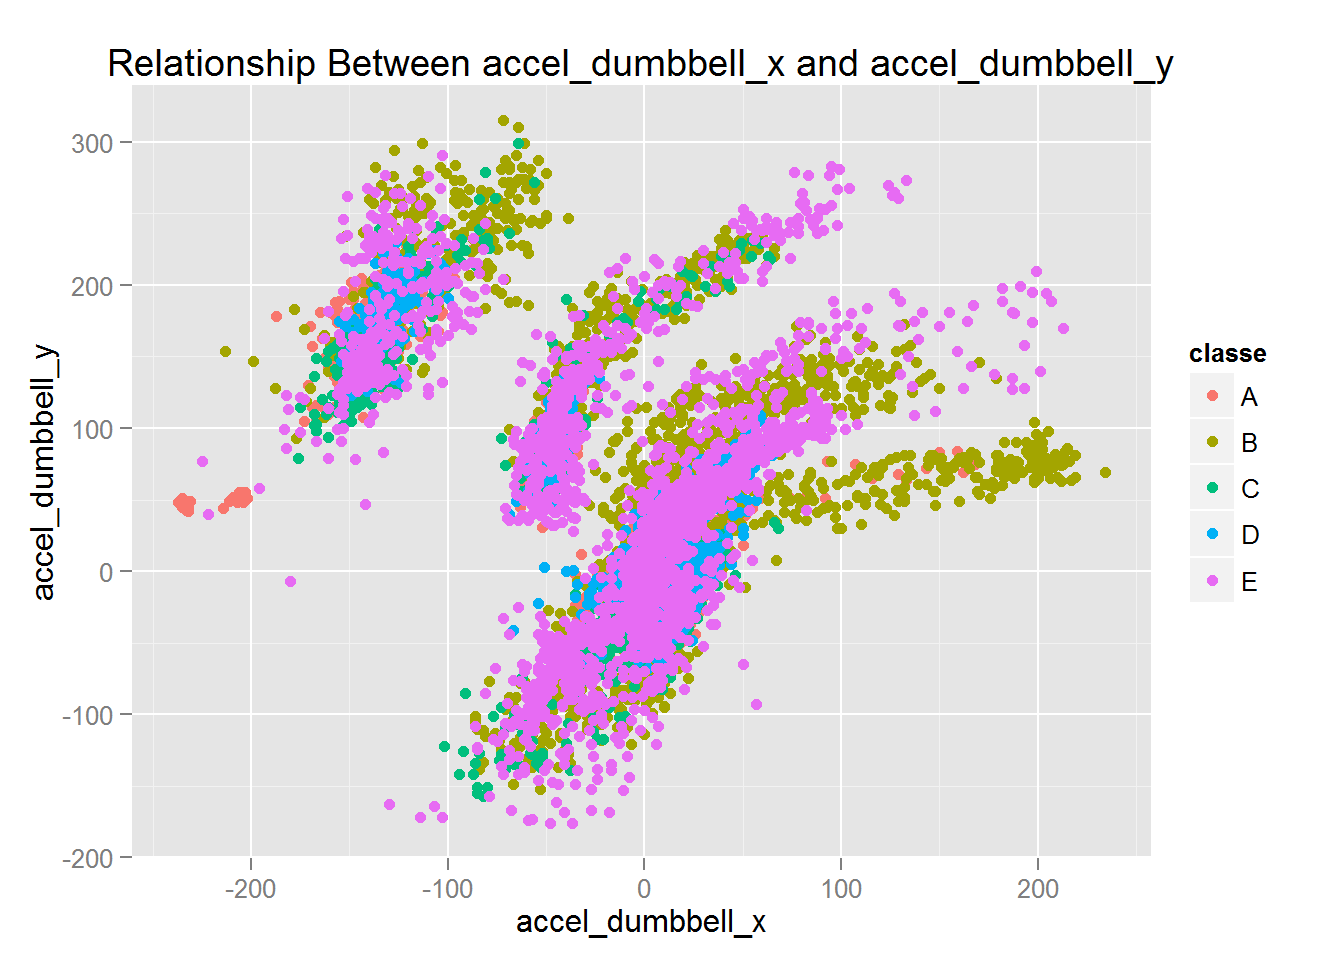 Relationship Between accel_dumbbell_x and accel_dumbbell_y
accel_dumbbell_y
300
200
100
0
-100
-200
-200
-100
0
100
200
accel_dumbbell_x
classe
A
B
C
D
E